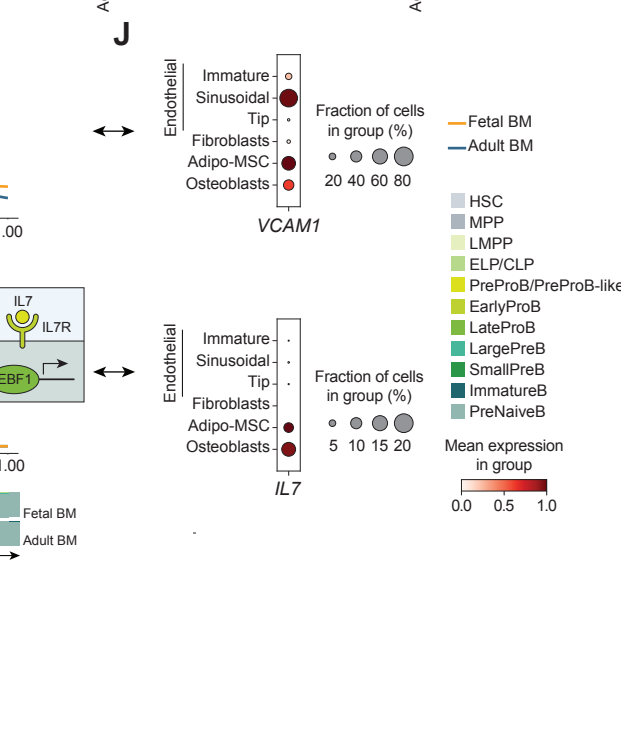 J
Endothelial
Immature
Sinusoidal
Tip
Fibroblasts
Adipo-MSC
Osteoblasts
VCAM1
Fraction of cells
in group (%)
20 40 60 80
Fetal BM
Adult BM
HSC
MPP
LMPP
ELP/CLP
PreProB/PreProB-like
EarlyProB
LateProB
LargePreB
SmallPreB
ImmatureB
PreNaiveB
Mean expression
in group
0.0 0.5 1.0
.00
IL7
IL7R
EBF1
1.00
Fetal BM
Adult BM
Endothelial
Immature
Sinusoidal
Tip
Fibroblasts
Adipo-MSC
Osteoblasts
IL7
Fraction of cells
in group (%)
5 10 15 20